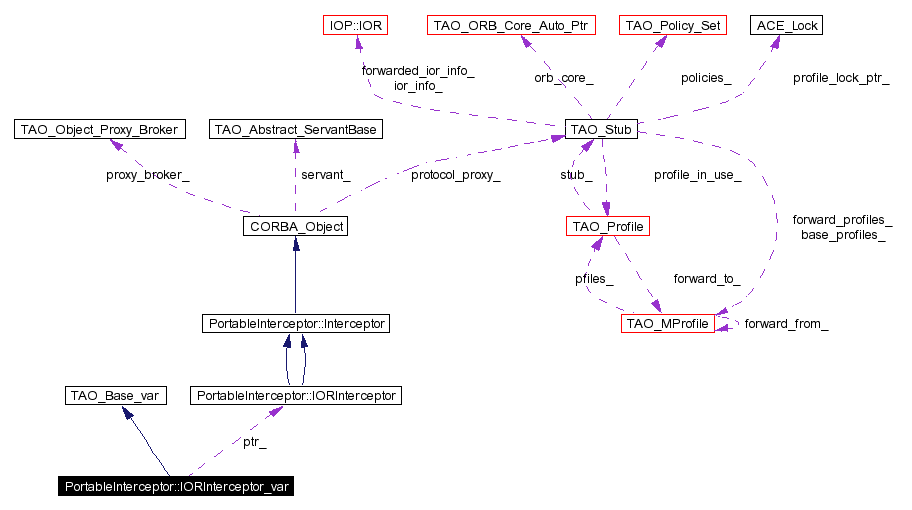 IOP::IOR
TAO_ORB_Core_Auto_Ptr
TAO_Policy_Set
ACE_Lock
forwarded_ior_info_
ior_info_
orb_core_
policies_
profile_lock_ptr_
TAO_Object_Proxy_Broker
TAO_Abstract_ServantBase
TAO_Stub
proxy_broker_
servant_
protocol_proxy_
stub_
profile_in_use_
forward_profiles_
base_profiles_
CORBA_Object
TAO_Profile
pfiles_
forward_to_
PortableInterceptor::Interceptor
TAO_MProfile
forward_from_
TAO_Base_var
PortableInterceptor::IORInterceptor
ptr_
PortableInterceptor::IORInterceptor_var